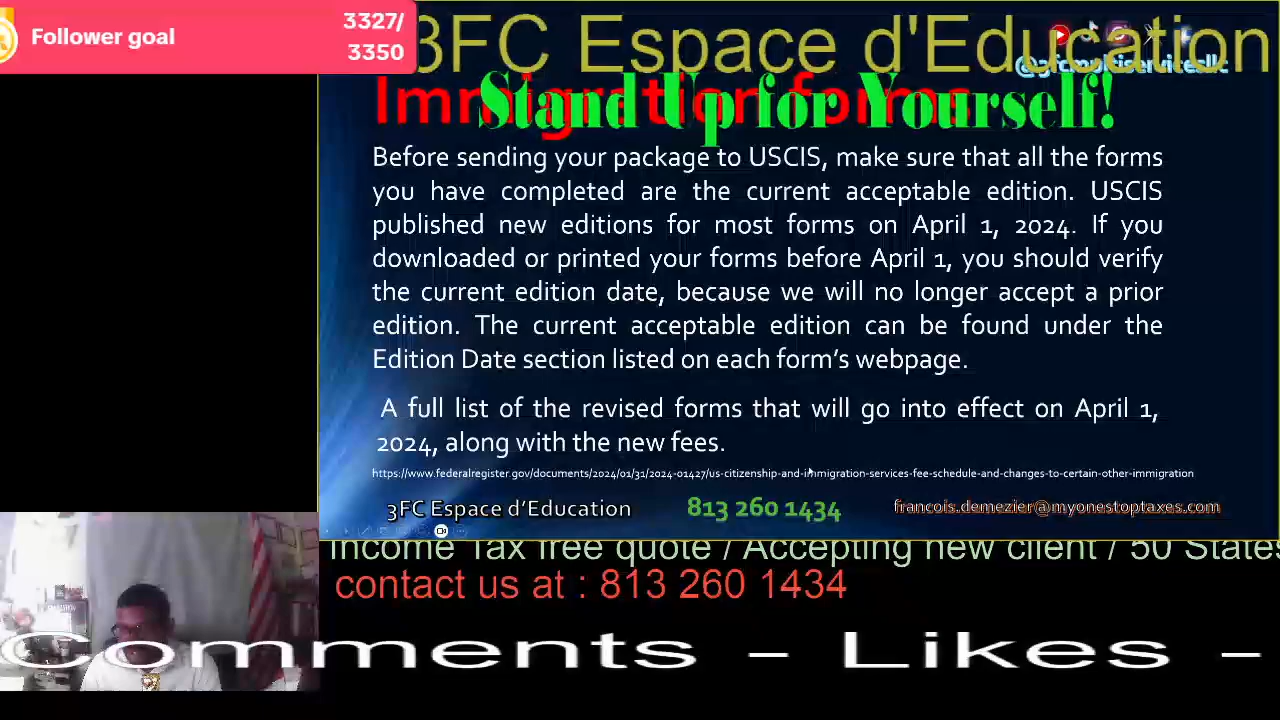 Follower goal
3327/
3350
3FC Espace d'Education
@3fcmultiservicesllc
Immigration forms
Stand Up for Yourself!
Before sending your package to USCIS, make sure that all the forms
you have completed are the current acceptable edition. USCIS
published new editions for most forms on April 1, 2024. If you
downloaded or printed your forms before April 1, you should verify
the current edition date, because we will no longer accept a prior
edition. The current acceptable edition can be found under the
Edition Date section listed on each form's webpage.
A full list of the revised forms that will go into effect on April 1,
2024, along with the new fees.
https://www.federalregister.gov/documents/2024/01/31/2024-01427/us-citizenship-and-immigration-services-fee-schedule-and-changes-to-certain-other-immigration
3FC Espace d'Education
813 260 1434
francois.demezier@myonestoptaxes.com
Income Tax free quote / Accepting new client / 50 States
contact us at : 813 260 1434
Comments - Likes -